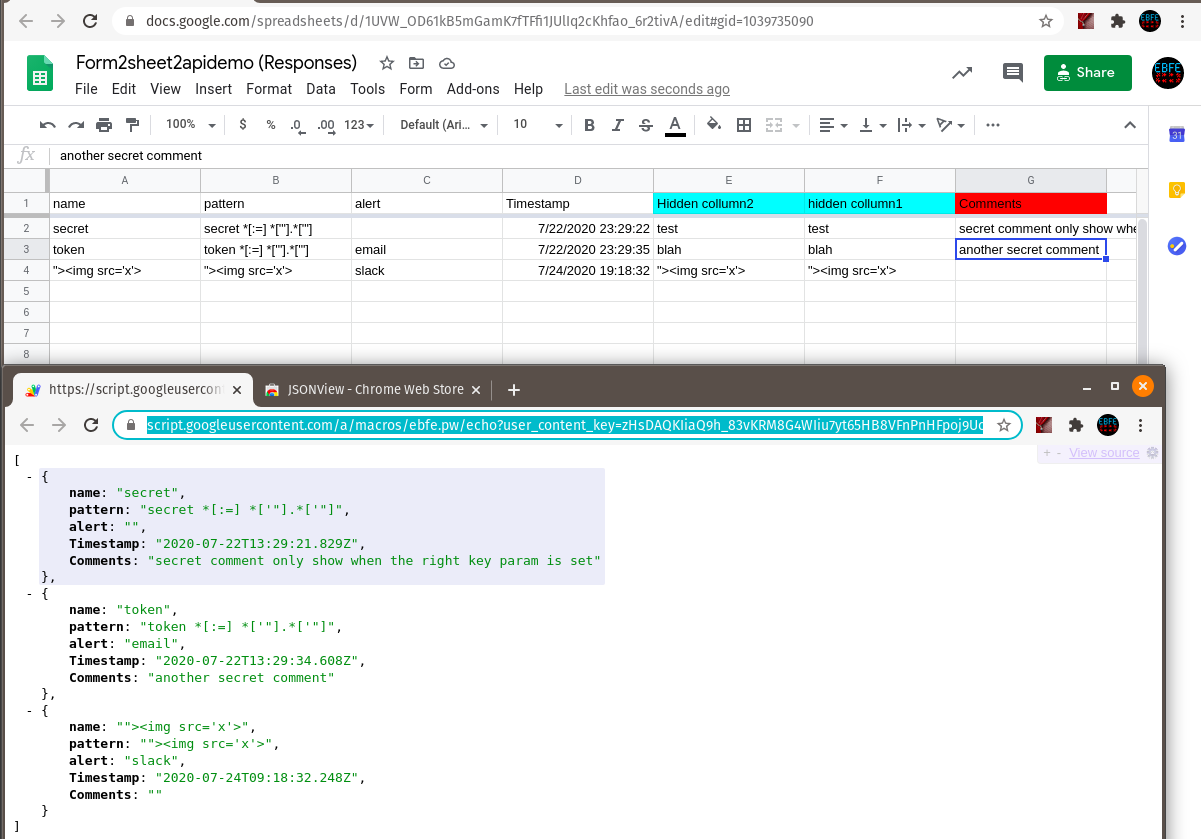 docs.google.com/spreadsheets/d/1UVW_OD61kB5mGamK7fTFfi1JUlIq2cKhfao_6r2tivA/edit#gid=1039735090
Form2sheet2apidemo (Responses)
File Edit View Insert Format Data Tools Form Add-ons Help Last edit was seconds ago
Share
100% $ % .0 .00 123 Default (Ari... 10 B I S A
31
fx another secret comment
A B C D E F G
1 name pattern alert Timestamp Hidden collumn2 hidden collumn1 Comments
2 secret secret *[:=] *['"].*['"] 7/22/2020 23:29:22 test test secret comment only show whe
3 token token *[:=] *['"].*['"] email 7/22/2020 23:29:35 blah blah another secret comment
4 "><img src='x'> "><img src='x'> slack 7/24/2020 19:18:32 "><img src='x'> "><img src='x'>
5
6
7
8
https://script.googleusercon JSONView - Chrome Web Store
script.googleusercontent.com/a/macros/ebfe.pw/echo?user_content_key=zHsDAQKIiaQ9h_83vKRM8G4WIiu7yt65HB8VFnPnHFpoj9Uc
+ - View source
[
- {
name: "secret",
pattern: "secret *[:=] *['"].*['"]",
alert: "",
Timestamp: "2020-07-22T13:29:21.829Z",
Comments: "secret comment only show when the right key param is set"
},
- {
name: "token",
pattern: "token *[:=] *['"].*['"]",
alert: "email",
Timestamp: "2020-07-22T13:29:34.608Z",
Comments: "another secret comment"
},
- {
name: ""><img src='x'>",
pattern: ""><img src='x'>",
alert: "slack",
Timestamp: "2020-07-24T09:18:32.248Z",
Comments: ""
}
]